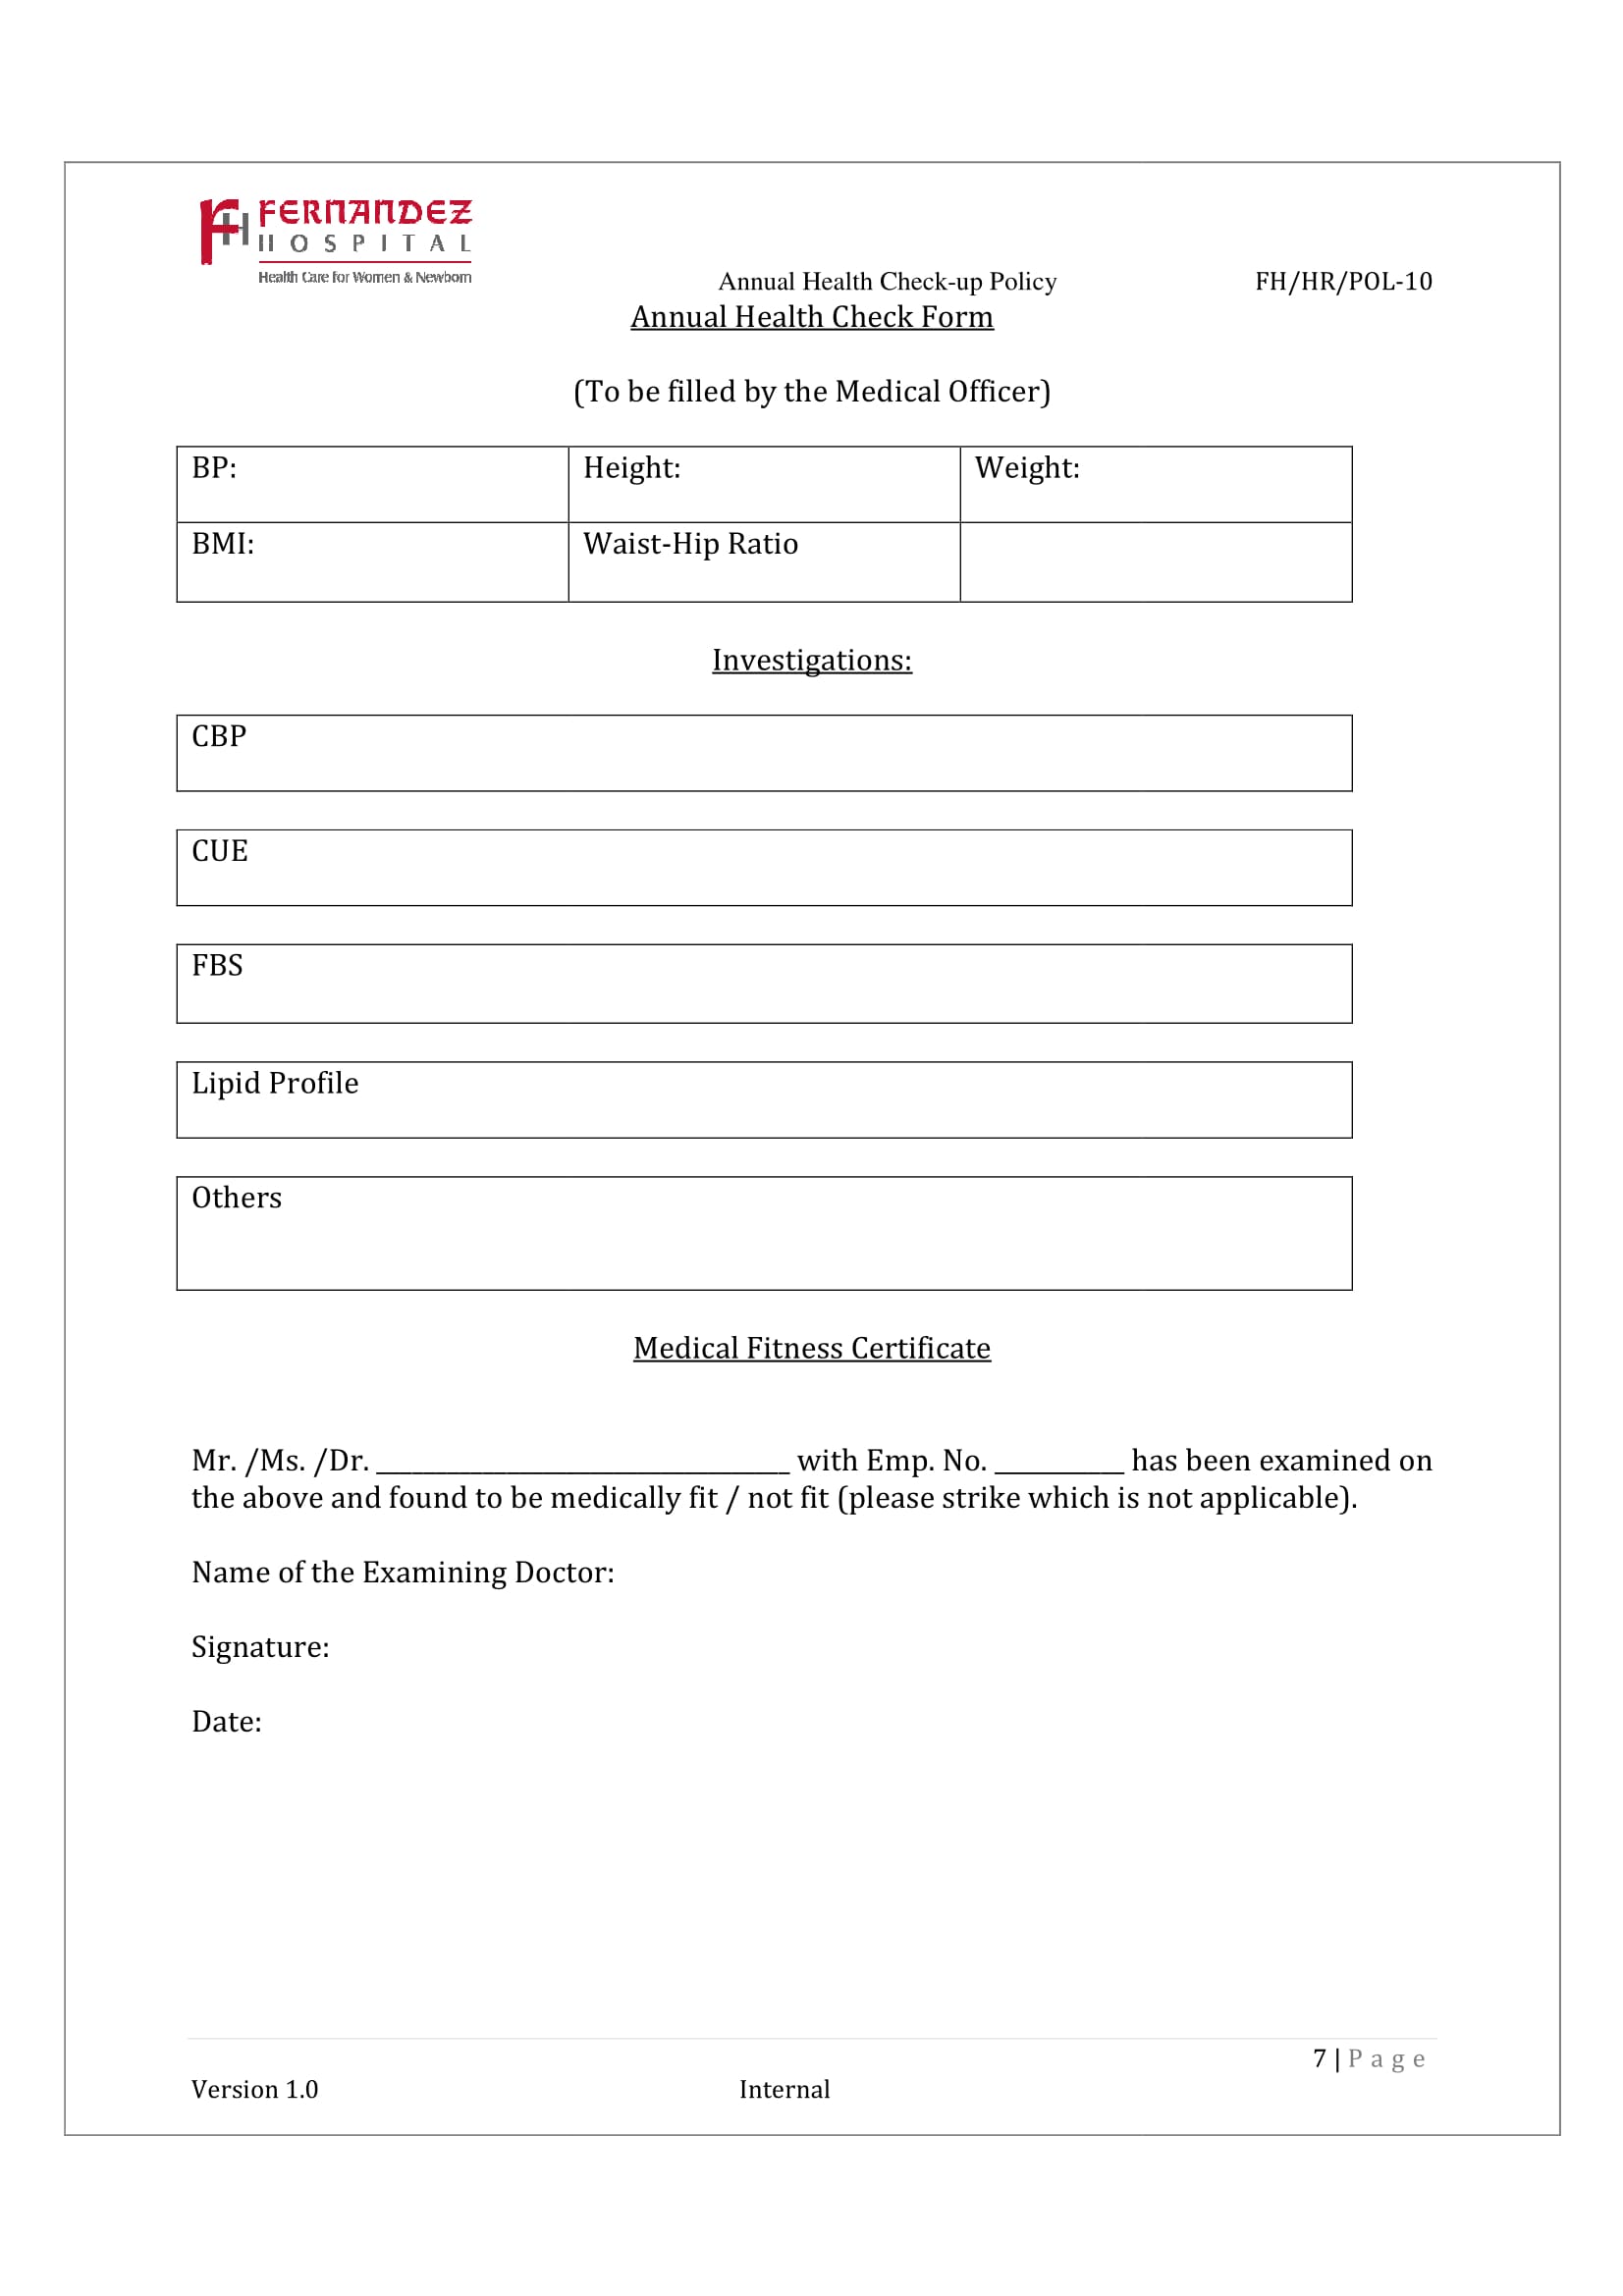 FERNANDEZ
HOSPITAL
Health Care for Women & Newborn
Annual Health Check-up Policy FH/HR/POL-10
Annual Health Check Form
(To be filled by the Medical Officer)
BP: Height: Weight:
BMI: Waist-Hip Ratio
Investigations:
CBP
CUE
FBS
Lipid Profile
Others
Medical Fitness Certificate
Mr. /Ms. /Dr. ___________________________________ with Emp. No. ___________ has been examined on
the above and found to be medically fit / not fit (please strike which is not applicable).
Name of the Examining Doctor:
Signature:
Date:
7 | Page
Version 1.0 Internal